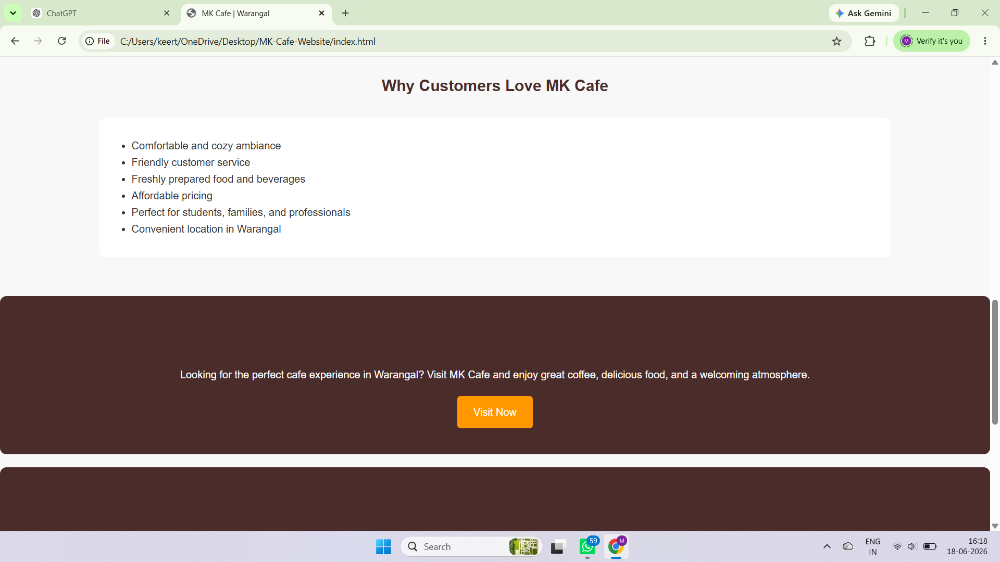 ChatGPT
MK Cafe | Warangal
Ask Gemini
File
C:/Users/keert/OneDrive/Desktop/MK-Cafe-Website/index.html
M
Verify it's you
Why Customers Love MK Cafe
• Comfortable and cozy ambiance
• Friendly customer service
• Freshly prepared food and beverages
• Affordable pricing
• Perfect for students, families, and professionals
• Convenient location in Warangal
Looking for the perfect cafe experience in Warangal? Visit MK Cafe and enjoy great coffee, delicious food, and a welcoming atmosphere.
Visit Now
Search
59
M
ENG
IN
16:18
18-06-2026